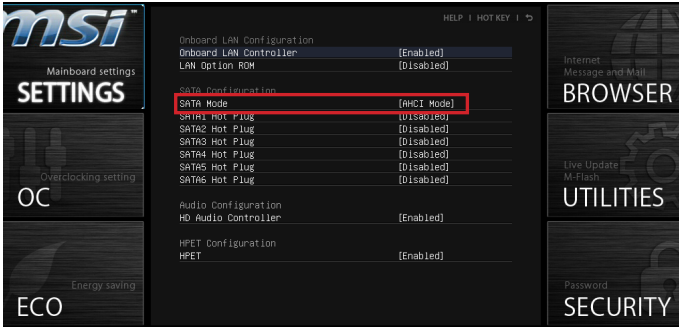 msi
Mainboard settings
SETTINGS
Overclocking setting
OC
Energy saving
ECO
HELP | HOT KEY |
Onboard LAN Configuration
Onboard LAN Controller [Enabled]
LAN Option ROM [Disabled]
SATA Configuration
SATA Mode [AHCI Mode]
SATA1 Hot Plug [Disabled]
SATA2 Hot Plug [Disabled]
SATA3 Hot Plug [Disabled]
SATA4 Hot Plug [Disabled]
SATA5 Hot Plug [Disabled]
SATA6 Hot Plug [Disabled]
Audio Configuration
HD Audio Controller [Enabled]
HPET Configuration
HPET [Enabled]
Internet
Message and Mail
BROWSER
Live Update
M-Flash
UTILITIES
Password
SECURITY